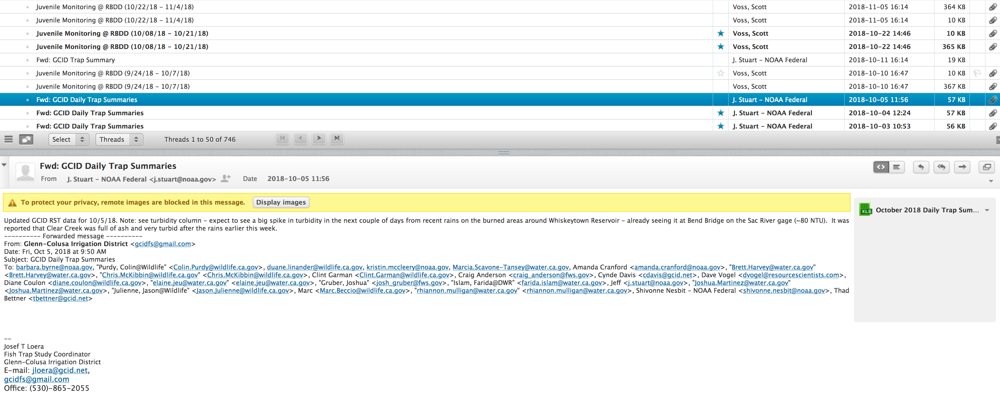 Juvenile Monitoring @ RBDD (10/22/18 - 11/4/18) Voss, Scott 2018-11-05 16:14 364 KB
Juvenile Monitoring @ RBDD (10/22/18 - 11/4/18) Voss, Scott 2018-11-05 16:14 10 KB
Juvenile Monitoring @ RBDD (10/08/18 - 10/21/18) Voss, Scott 2018-10-22 14:46 10 KB
Juvenile Monitoring @ RBDD (10/08/18 - 10/21/18) Voss, Scott 2018-10-22 14:46 365 KB
Fwd: GCID Trap Summary J. Stuart - NOAA Federal 2018-10-11 16:14 19 KB
Juvenile Monitoring @ RBDD (9/24/18 - 10/7/18) Voss, Scott 2018-10-10 16:47 10 KB
Juvenile Monitoring @ RBDD (9/24/18 - 10/7/18) Voss, Scott 2018-10-10 16:47 367 KB
Fwd: GCID Daily Trap Summaries J. Stuart - NOAA Federal 2018-10-05 11:56 57 KB
Fwd: GCID Daily Trap Summaries J. Stuart - NOAA Federal 2018-10-04 12:24 57 KB
Fwd: GCID Daily Trap Summaries J. Stuart - NOAA Federal 2018-10-03 10:53 56 KB
Select Threads Threads 1 to 50 of 746
Fwd: GCID Daily Trap Summaries
From J. Stuart - NOAA Federal <j.stuart@noaa.gov> Date 2018-10-05 11:56
To protect your privacy, remote images are blocked in this message. Display images
XLS October 2018 Daily Trap Sum...
Updated GCID RST data for 10/5/18. Note: see turbidity column - expect to see a big spike in turbidity in the next couple of days from recent rains on the burned areas around Whiskeytown Reservoir - already seeing it at Bend Bridge on the Sac River gage (~80 NTU). It was
reported that Clear Creek was full of ash and very turbid after the rains earlier this week.
---------- Forwarded message ----------
From: Glenn-Colusa Irrigation District <gcidfs@gmail.com>
Date: Fri, Oct 5, 2018 at 9:50 AM
Subject: GCID Daily Trap Summaries
To: barbara.byrne@noaa.gov, "Purdy, Colin@Wildlife" <Colin.Purdy@wildlife.ca.gov>, duane.linander@wildlife.ca.gov, kristin.mccleery@noaa.gov, Marcia.Scavone-Tansey@water.ca.gov, Amanda Cranford <amanda.cranford@noaa.gov>, "Brett.Harvey@water.ca.gov"
<Brett.Harvey@water.ca.gov>, "Chris.McKibbin@wildlife.ca.gov" <Chris.McKibbin@wildlife.ca.gov>, Clint Garman <Clint.Garman@wildlife.ca.gov>, Craig Anderson <craig_anderson@fws.gov>, Cynde Davis <cdavis@gcid.net>, Dave Vogel <dvogel@resourcescientists.com>,
Diane Coulon <diane.coulon@wildlife.ca.gov>, "elaine.jeu@water.ca.gov" <elaine.jeu@water.ca.gov>, "Gruber, Joshua" <josh_gruber@fws.gov>, "Islam, Farida@DWR" <farida.islam@water.ca.gov>, Jeff <j.stuart@noaa.gov>, "Joshua.Martinez@water.ca.gov"
<Joshua.Martinez@water.ca.gov>, "Julienne, Jason@Wildlife" <Jason.Julienne@wildlife.ca.gov>, Marc <Marc.Beccio@wildlife.ca.gov>, "rhiannon.mulligan@water.ca.gov" <rhiannon.mulligan@water.ca.gov>, Shivonne Nesbit - NOAA Federal <shivonne.nesbit@noaa.gov>, Thad
Bettner <tbettner@gcid.net>
--
Josef T Loera
Fish Trap Study Coordinator
Glenn-Colusa Irrigation District
E-mail: jloera@gcid.net,
gcidfs@gmail.com
Office: (530)-865-2055